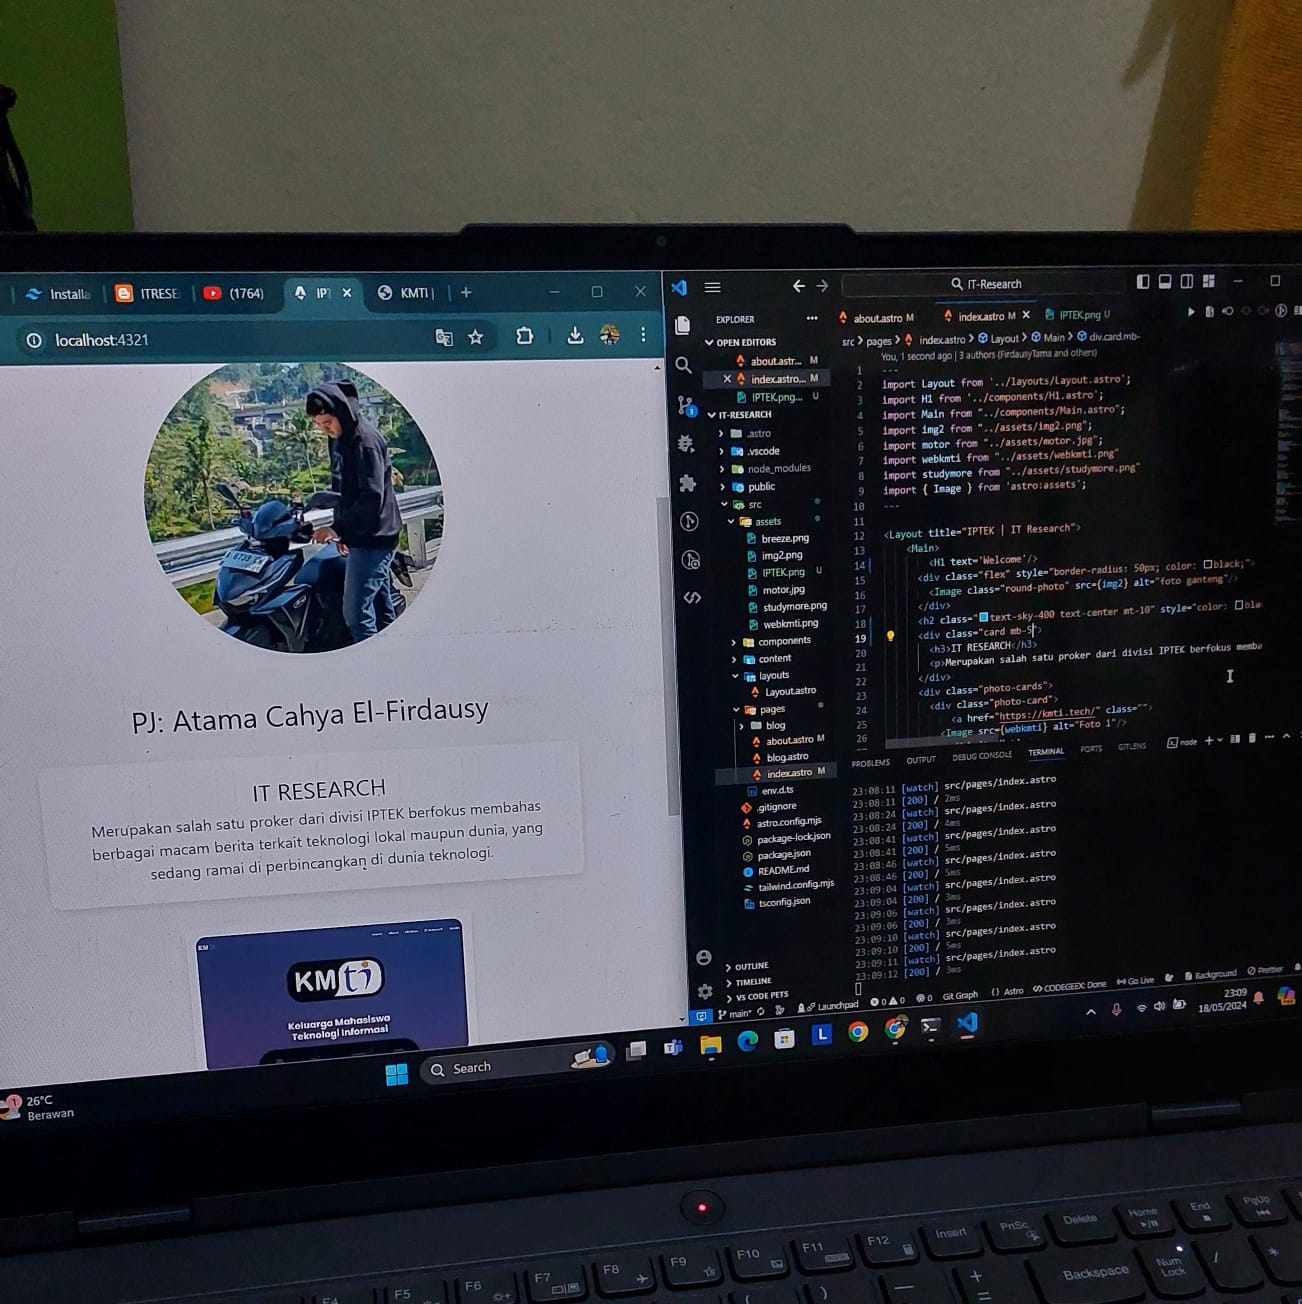 Installa
ITRESE
(1764)
IPT
KMTI |
localhost:4321
PJ: Atama Cahya El-Firdausy
IT RESEARCH
Merupakan salah satu proker dari divisi IPTEK berfokus membahas
berbagai macam berita terkait teknologi lokal maupun dunia, yang
sedang ramai di perbincangkan di dunia teknologi.
KM
KMti
Keluarga Mahasiswa
Teknologi Informasi
IT-Research
EXPLORER
OPEN EDITORS
about.astr... M
index.astro... M
IPTEK.png... U
IT-RESEARCH
.astro
.vscode
node_modules
public
src
assets
breeze.png
img2.png
IPTEK.png U
motor.jpg
studymore.png
webkmti.png
components
content
layouts
Layout.astro
pages
blog
about.astro M
blog.astro
index.astro M
env.d.ts
.gitignore
astro.config.mjs
package-lock.json
package.json
README.md
tailwind.config.mjs
tsconfig.json
OUTLINE
TIMELINE
VS CODE PETS
about.astro M
index.astro M
IPTEK.png U
src > pages > index.astro > Layout > Main > div.card.mb-
You, 1 second ago | 3 authors (FirdausyTama and others)
1 ---
2 import Layout from '../layouts/Layout.astro';
3 import H1 from '../components/H1.astro';
4 import Main from "../components/Main.astro";
5 import img2 from "../assets/img2.png";
6 import motor from "../assets/motor.jpg";
7 import webkmti from "../assets/webkmti.png"
8 import studymore from "../assets/studymore.png"
9 import { Image } from 'astro:assets';
10 ---
11
12 <Layout title="IPTEK | IT Research">
13 <Main>
14 <H1 text='Welcome'/>
15 <div class="flex" style="border-radius: 50px; color: black;">
16 <Image class="round-photo" src={img2} alt="foto ganteng"/>
17 </div>
18 <h2 class="text-sky-400 text-center mt-10" style="color: bla
19 <div class="card mb-5">
20 <h3>IT RESEARCH</h3>
21 <p>Merupakan salah satu proker dari divisi IPTEK berfokus memba
22 </div>
23 <div class="photo-cards">
24 <div class="photo-card">
25 <a href="https://kmti.tech/" class="">
26 <Image src={webkmti} alt="Foto 1"/>
PROBLEMS OUTPUT DEBUG CONSOLE TERMINAL PORTS GITLENS
node
23:08:11 [watch] src/pages/index.astro
23:08:11 [200] / 2ms
23:08:24 [watch] src/pages/index.astro
23:08:24 [200] / 4ms
23:08:41 [watch] src/pages/index.astro
23:08:41 [200] / 5ms
23:08:46 [watch] src/pages/index.astro
23:08:46 [200] / 5ms
23:09:04 [watch] src/pages/index.astro
23:09:04 [200] / 3ms
23:09:06 [watch] src/pages/index.astro
23:09:06 [200] / 3ms
23:09:10 [watch] src/pages/index.astro
23:09:10 [200] / 5ms
23:09:11 [watch] src/pages/index.astro
23:09:12 [200] / 3ms
main* Launchpad 0 0 0 Git Graph {} Astro CODEGEEX: Done Go Live Background Prettier
26°C
Berawan
Search
23:09
18/05/2024
F4
F5
F6
F7
F8
F9
F10
F11
F12
Insert
PrtSc
Delete
Home
End
PgUp
Backspace
Num
Lock